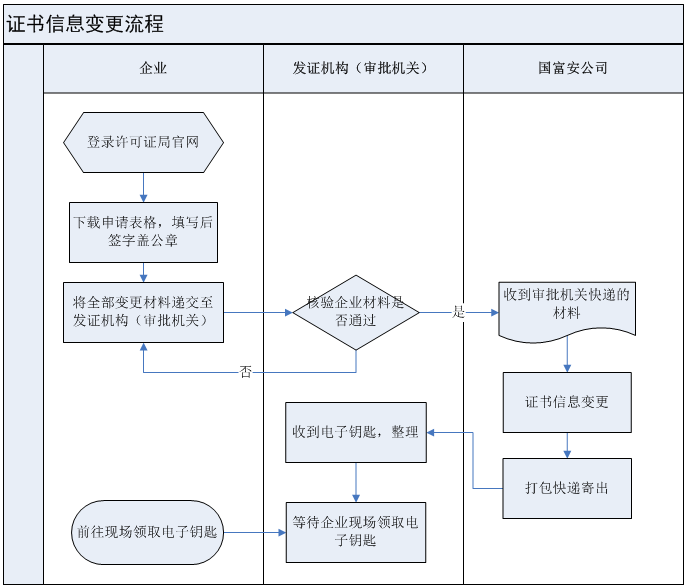 证书信息变更流程
企业
发证机构（审批机关）
国富安公司
登录许可证局官网
下载申请表格，填写后
签字盖公章
将全部变更材料递交至
发证机构（审批机关）
核验企业材料是
否通过
是
收到审批机关快递的
材料
否
证书信息变更
收到电子钥匙，整理
打包快递寄出
前往现场领取电子钥匙
等待企业现场领取电
子钥匙